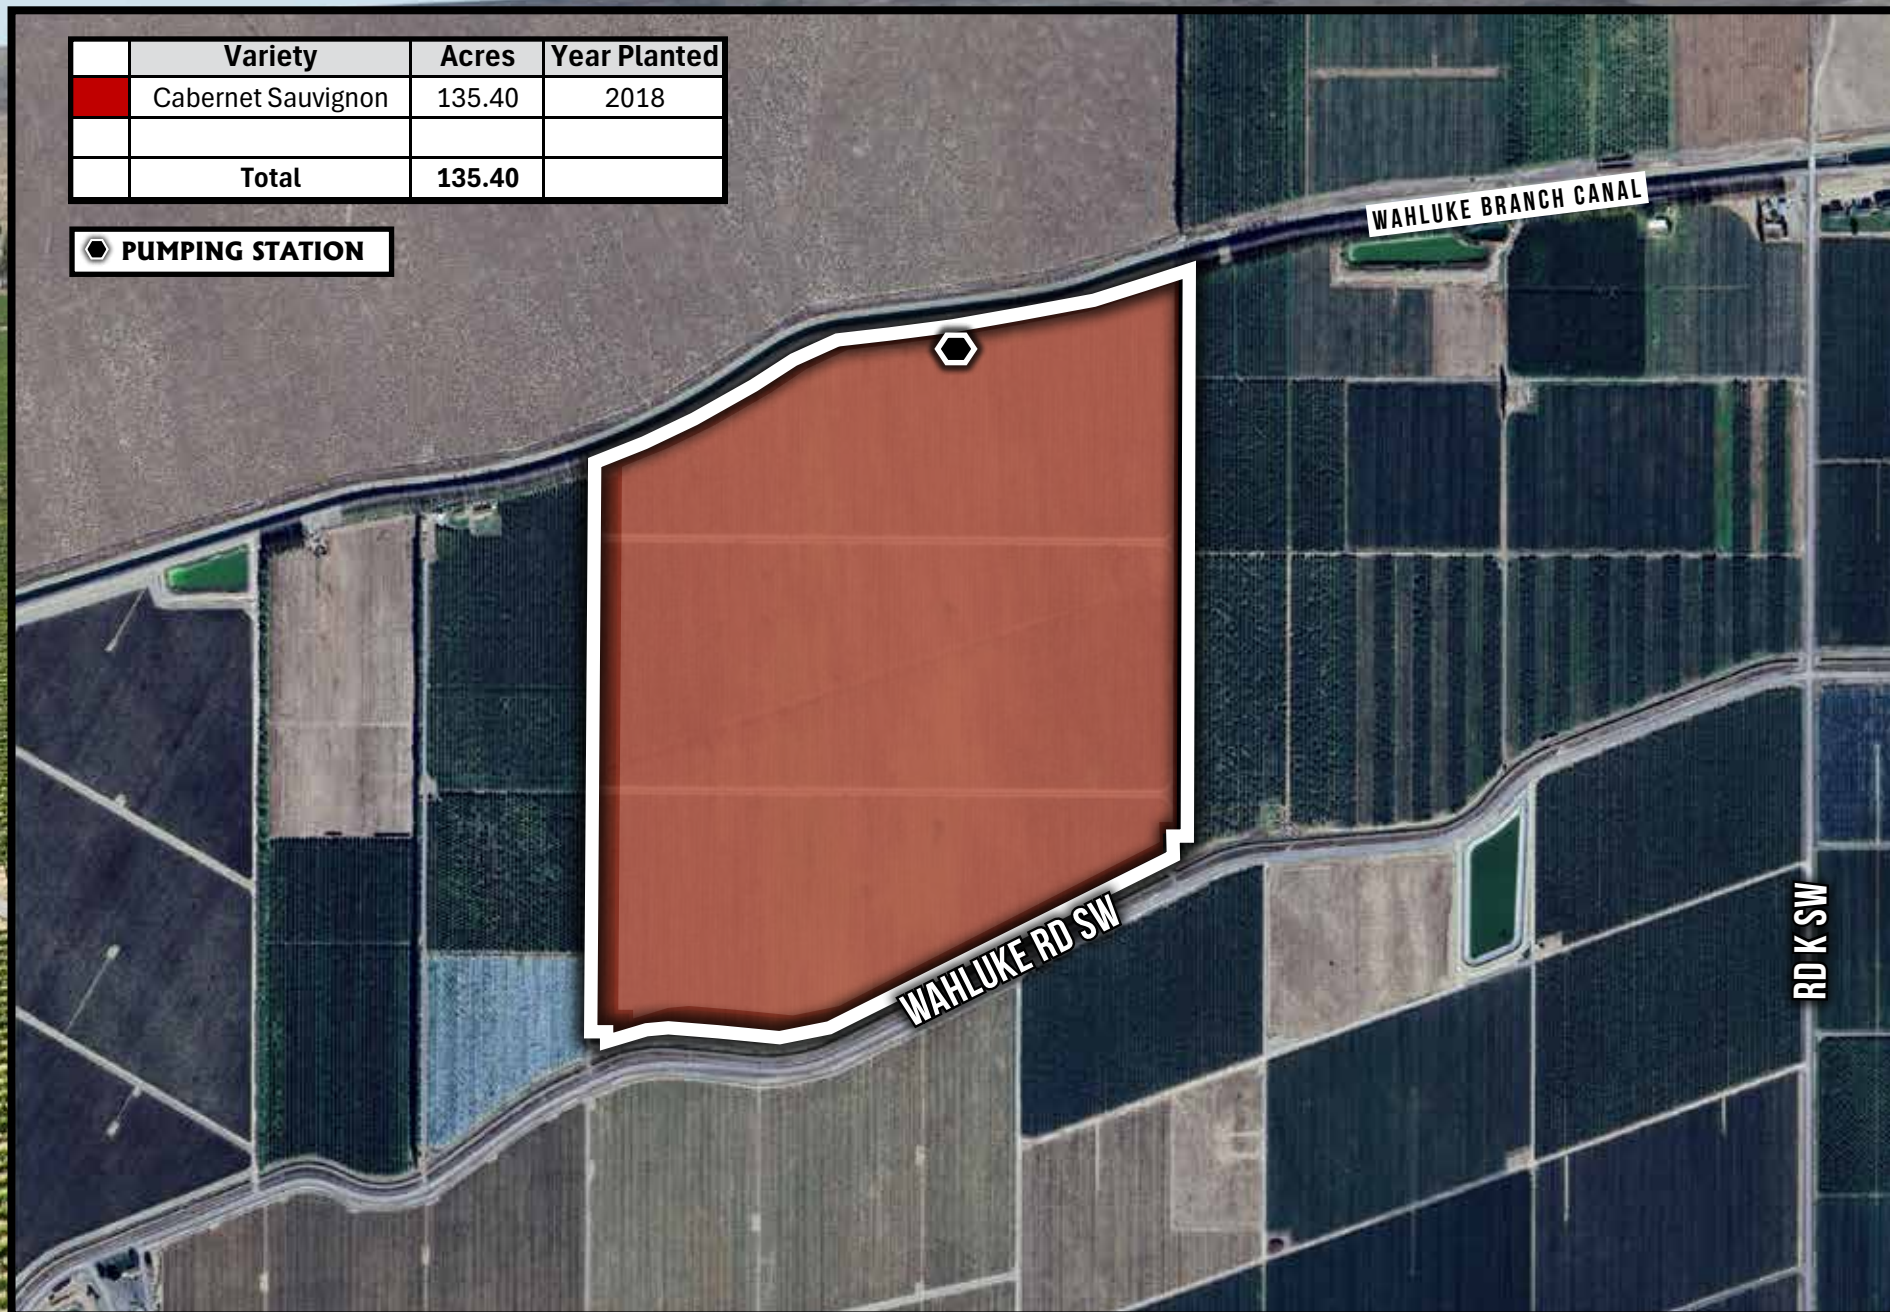 Variety Acres Year Planted
Cabernet Sauvignon 135.40 2018
Total 135.40
PUMPING STATION
WAHLUKE BRANCH CANAL
WAHLUKE RD SW
RD K SW